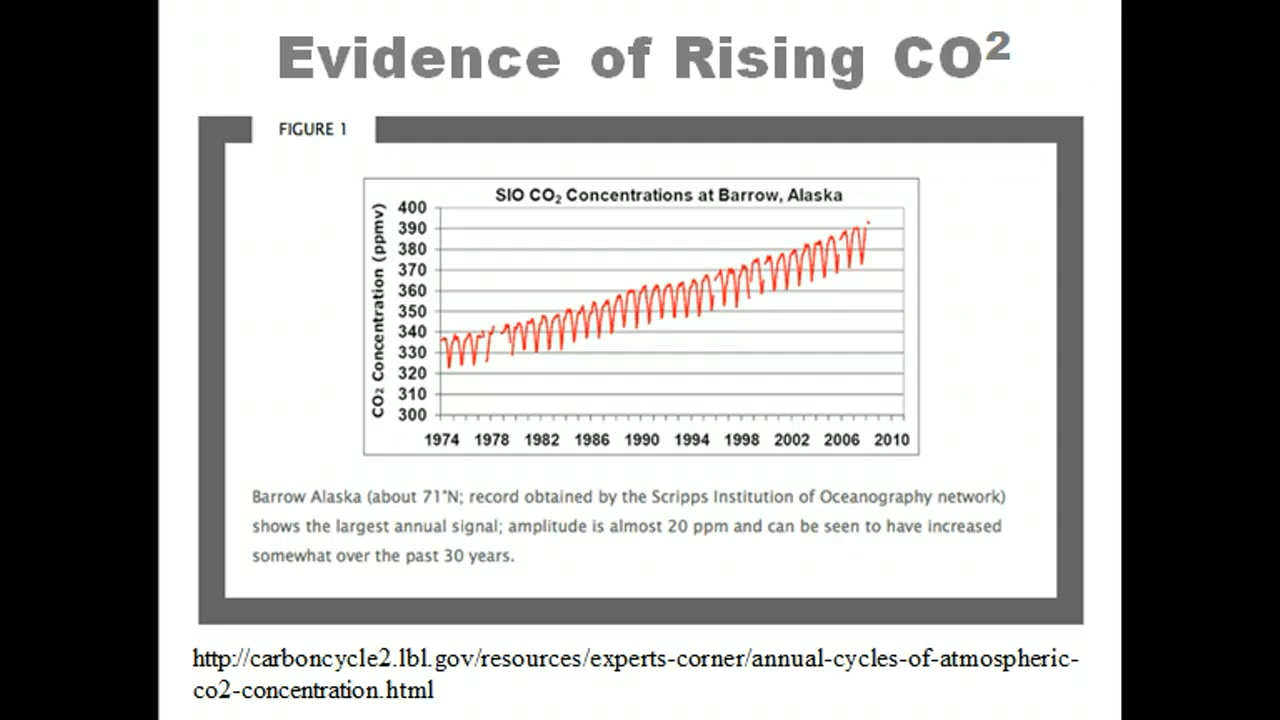 Evidence of Rising CO²
FIGURE 1
SIO CO₂ Concentrations at Barrow, Alaska
CO₂ Concentration (ppmv)
400
390
380
370
360
350
340
330
320
310
300
1974 1978 1982 1986 1990 1994 1998 2002 2006 2010
Barrow Alaska (about 71°N; record obtained by the Scripps Institution of Oceanography network)
shows the largest annual signal; amplitude is almost 20 ppm and can be seen to have increased
somewhat over the past 30 years.
http://carboncycle2.lbl.gov/resources/experts-corner/annual-cycles-of-atmospheric-
co2-concentration.html